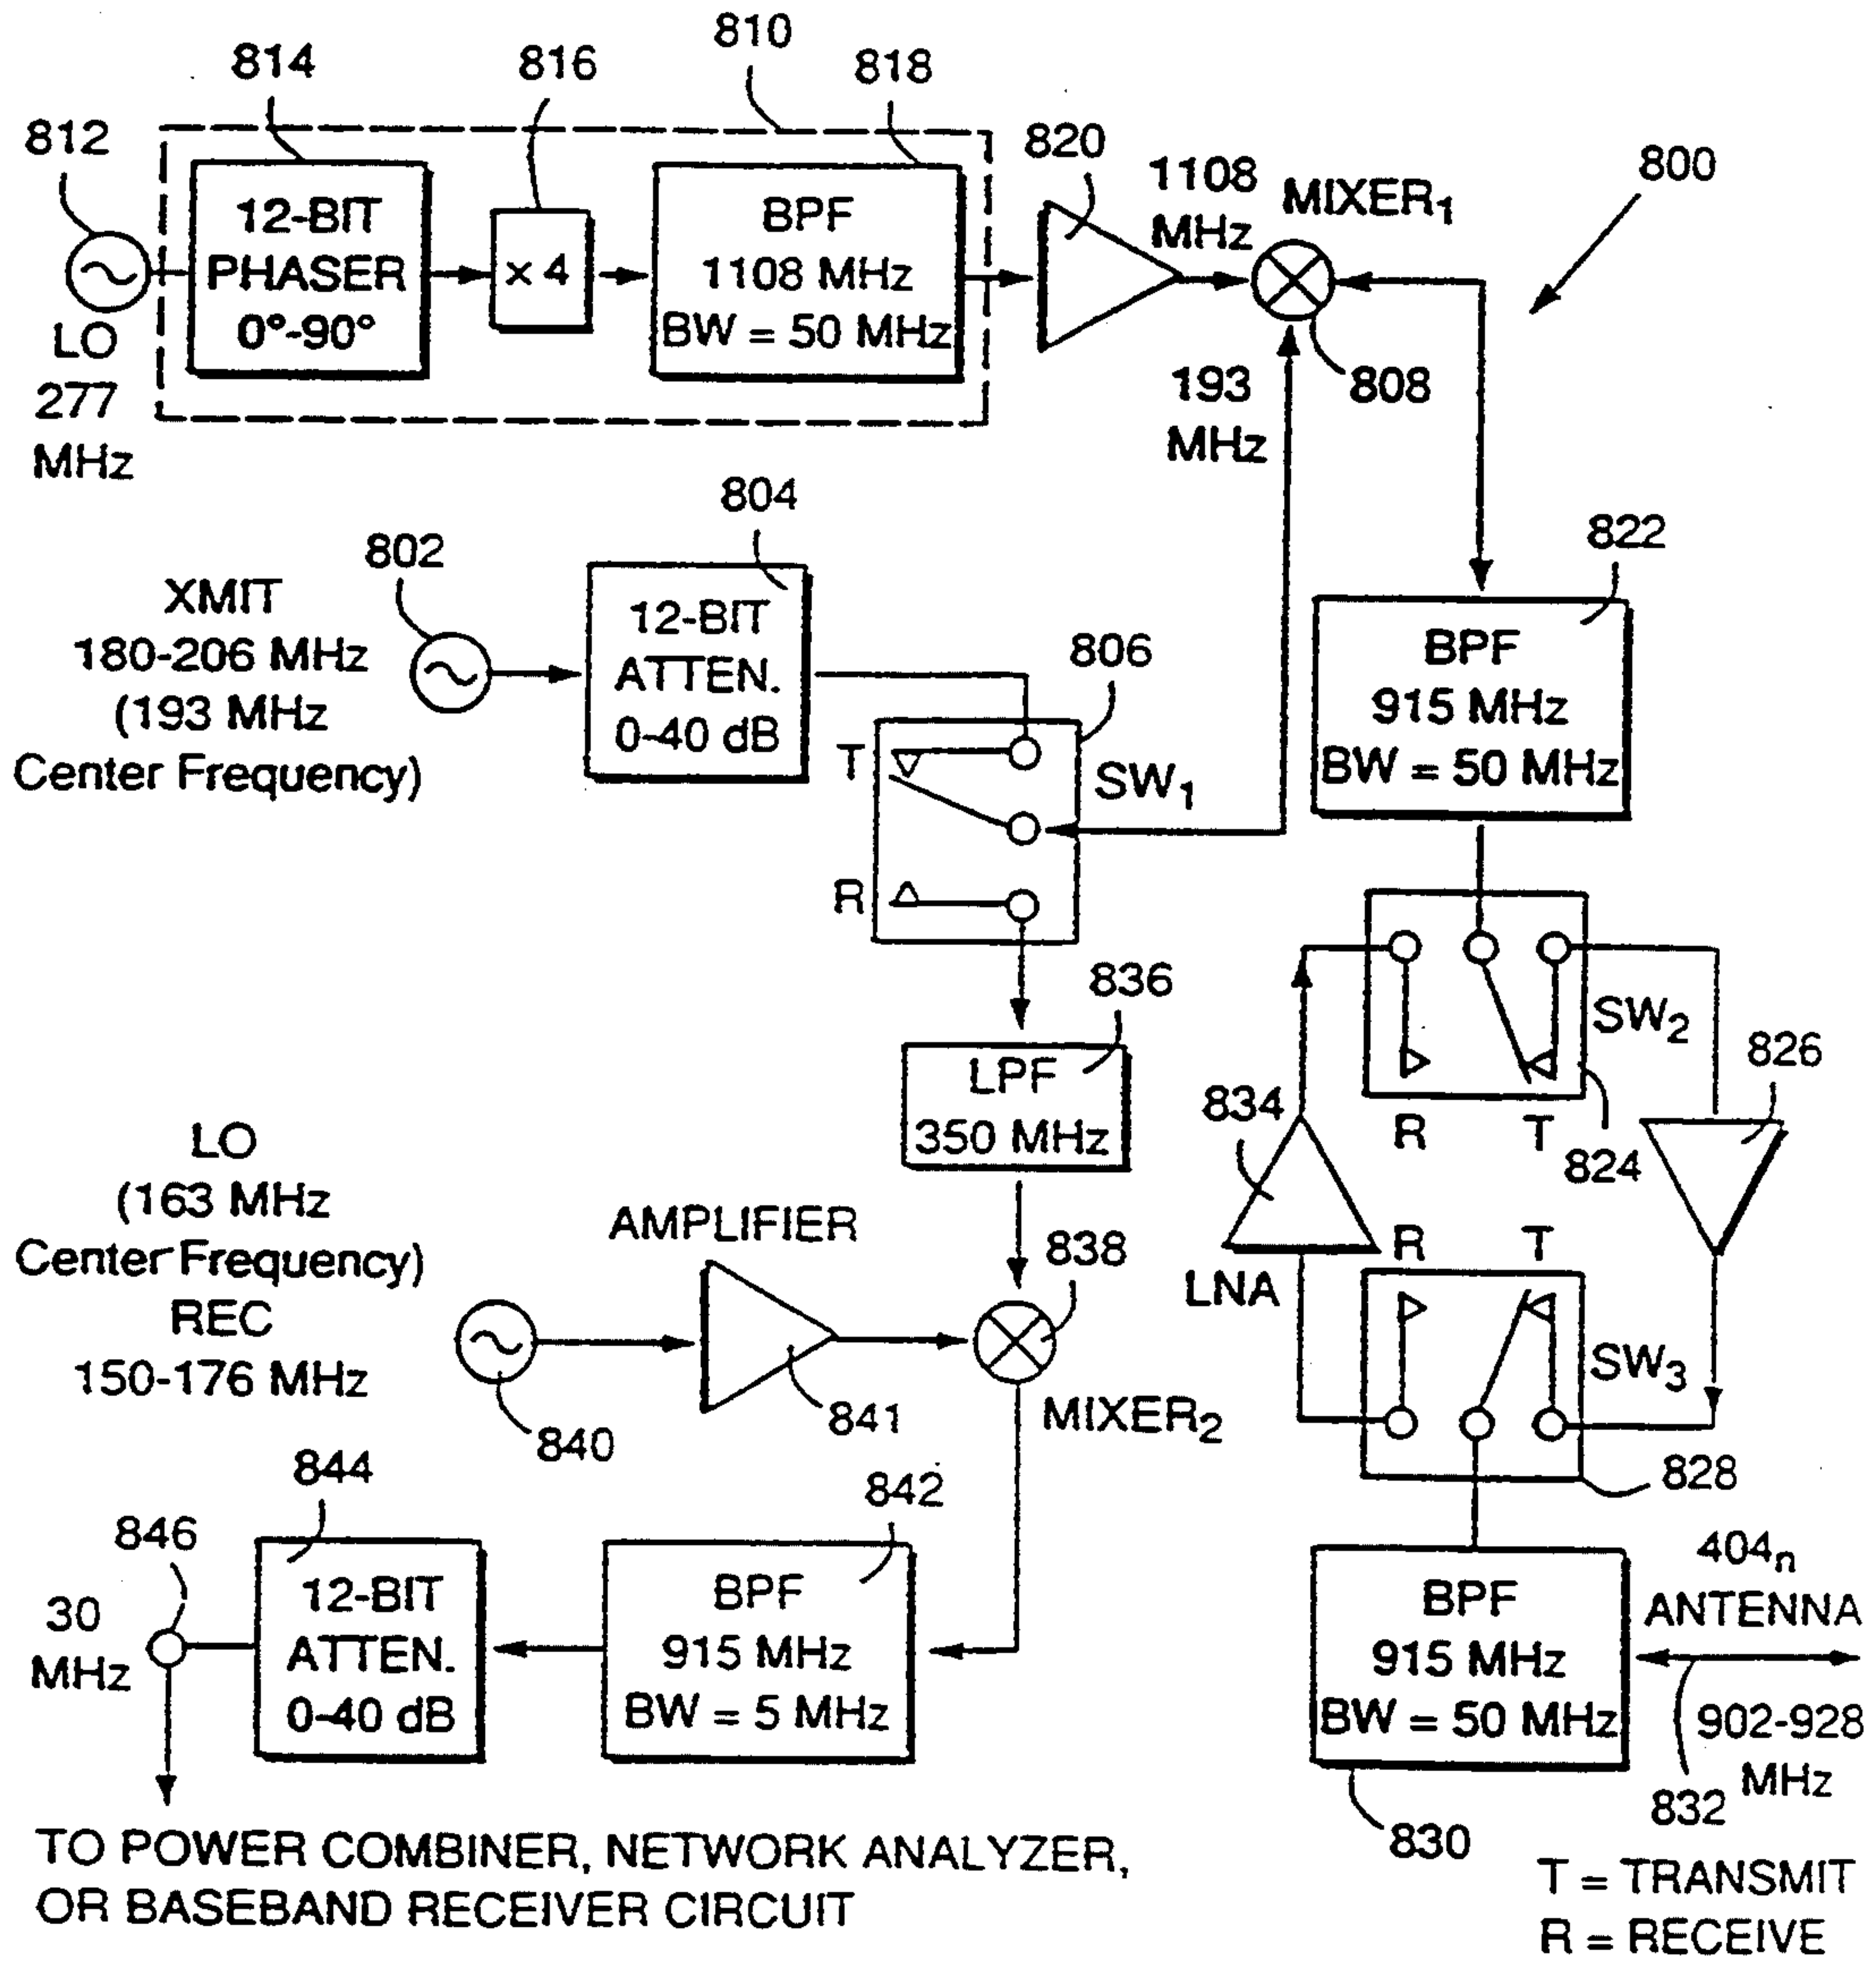 810
814
816
818
812
12-BIT
PHASER
0°-90°
× 4
BPF
1108 MHz
BW = 50 MHz
820
1108
MHz
MIXER1
800
LO
277
MHz
193
MHz
808
804
802
XMIT
180-206 MHz
(193 MHz
Center Frequency)
12-BIT
ATTEN.
0-40 dB
806
T
SW1
R
822
BPF
915 MHz
BW = 50 MHz
836
LPF
350 MHz
SW2
826
834
R
T
824
LO
(163 MHz
Center Frequency)
REC
150-176 MHz
AMPLIFIER
838
LNA
R
T
SW3
840
841
MIXER2
828
844
842
846
30
MHz
12-BIT
ATTEN.
0-40 dB
BPF
915 MHz
BW = 5 MHz
BPF
915 MHz
BW = 50 MHz
404n
ANTENNA
902-928
MHz
832
830
TO POWER COMBINER, NETWORK ANALYZER,
OR BASEBAND RECEIVER CIRCUIT
T = TRANSMIT
R = RECEIVE